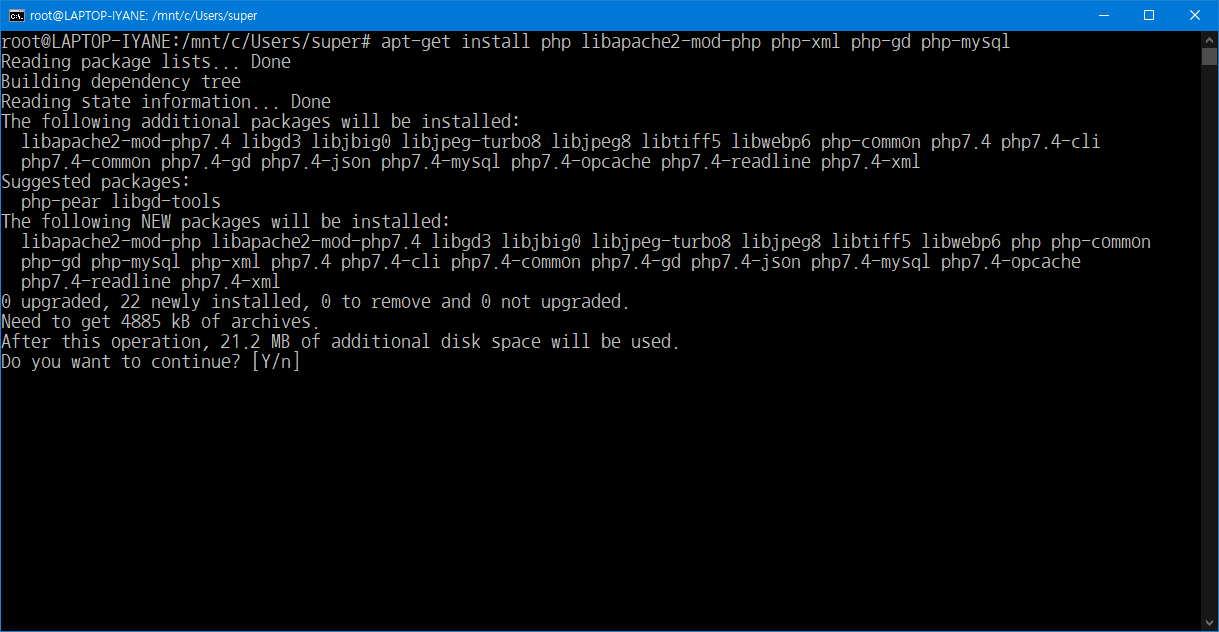 root@LAPTOP-IYANE: /mnt/c/Users/super
root@LAPTOP-IYANE:/mnt/c/Users/super# apt-get install php libapache2-mod-php php-xml php-gd php-mysql
Reading package lists... Done
Building dependency tree
Reading state information... Done
The following additional packages will be installed:
  libapache2-mod-php7.4 libgd3 libjbig0 libjpeg-turbo8 libjpeg8 libtiff5 libwebp6 php-common php7.4 php7.4-cli
  php7.4-common php7.4-gd php7.4-json php7.4-mysql php7.4-opcache php7.4-readline php7.4-xml
Suggested packages:
  php-pear libgd-tools
The following NEW packages will be installed:
  libapache2-mod-php libapache2-mod-php7.4 libgd3 libjbig0 libjpeg-turbo8 libjpeg8 libtiff5 libwebp6 php php-common
  php-gd php-mysql php-xml php7.4 php7.4-cli php7.4-common php7.4-gd php7.4-json php7.4-mysql php7.4-opcache
  php7.4-readline php7.4-xml
0 upgraded, 22 newly installed, 0 to remove and 0 not upgraded.
Need to get 4885 kB of archives.
After this operation, 21.2 MB of additional disk space will be used.
Do you want to continue? [Y/n]